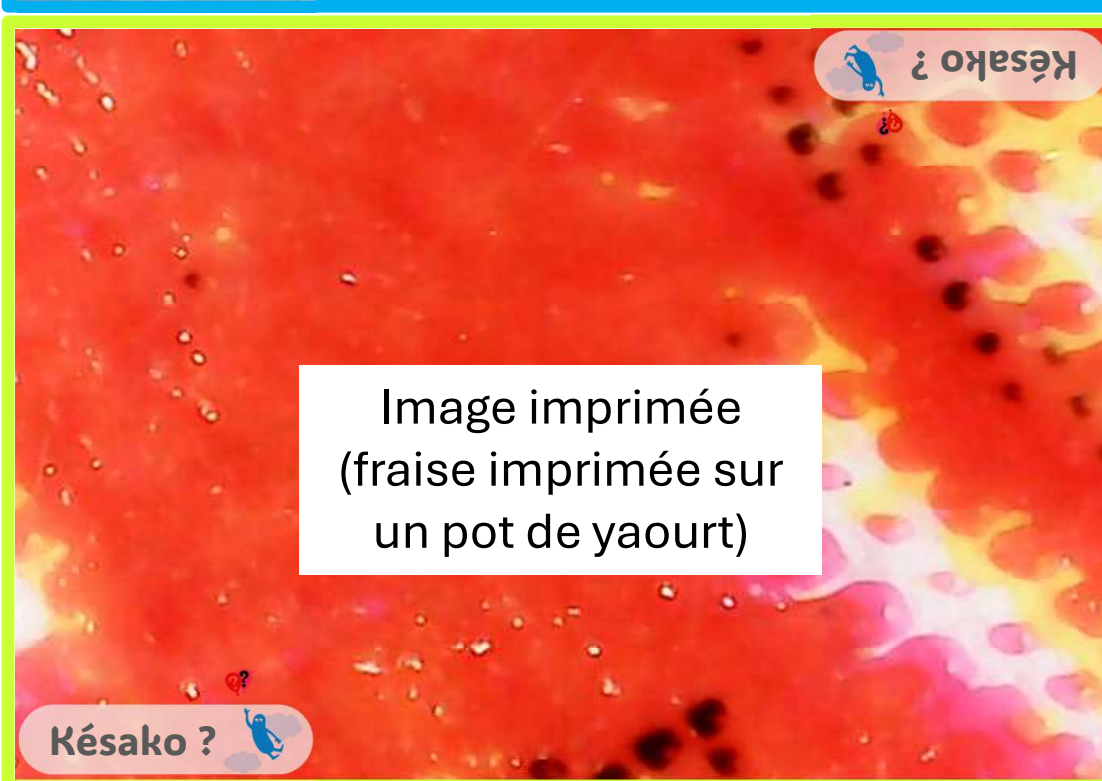 Késako ?
?
Image imprimée
(fraise imprimée sur
un pot de yaourt)
?
Késako ?